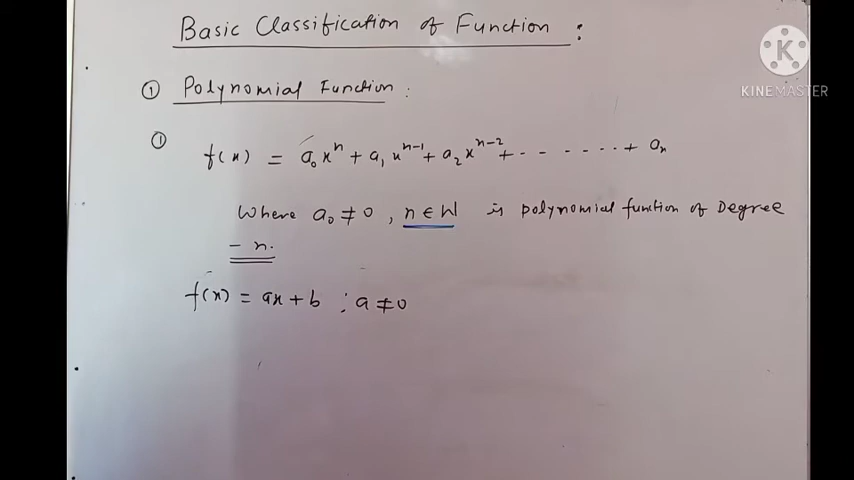 Basic Classification of Function :
K
KINEMASTER
① Polynomial Function :
① f(x) = a₀xⁿ + a₁xⁿ⁻¹ + a₂xⁿ⁻² + - - - - - - - + aₙ
Where a₀ ≠ 0 , n ∈ W is polynomial function of Degree
- n.
f(x) = ax + b ; a ≠ 0